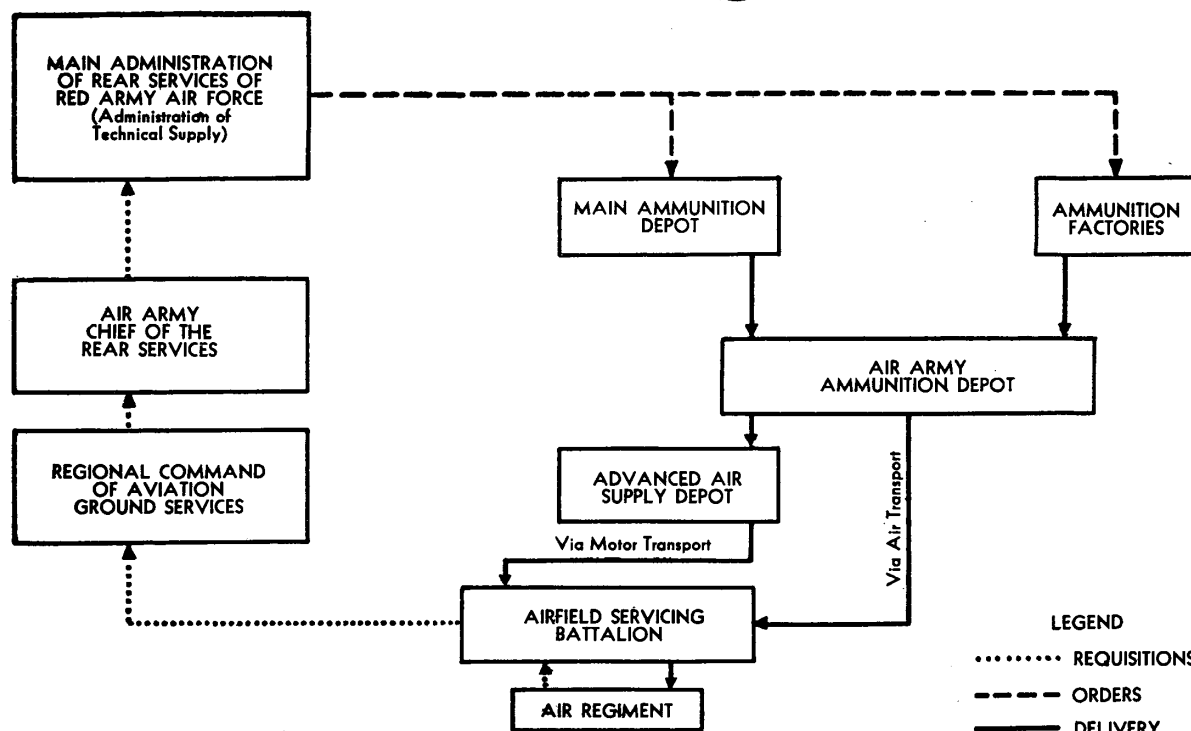 MAIN ADMINISTRATION
OF REAR SERVICES OF
RED ARMY AIR FORCE
(Administration of
Technical Supply)
MAIN AMMUNITION
DEPOT
AMMUNITION
FACTORIES
AIR ARMY
CHIEF OF THE
REAR SERVICES
AIR ARMY
AMMUNITION DEPOT
REGIONAL COMMAND
OF AVIATION
GROUND SERVICES
ADVANCED AIR
SUPPLY DEPOT
Via Motor Transport
Via Air Transport
AIRFIELD SERVICING
BATTALION
AIR REGIMENT
LEGEND
REQUISITIONS
ORDERS
DELIVERY